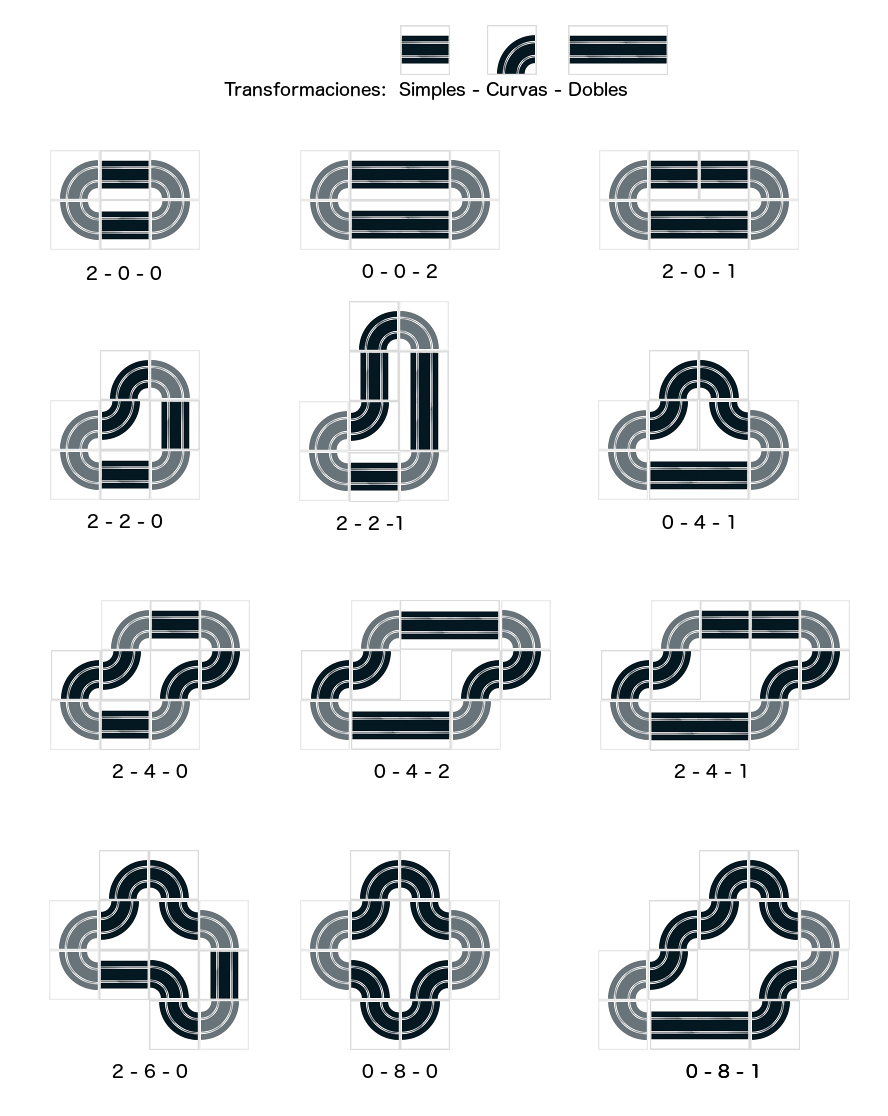 Transformaciones: Simples - Curvas - Dobles
2 - 0 - 0
0 - 0 - 2
2 - 0 - 1
2 - 2 - 0
2 - 2 -1
0 - 4 - 1
2 - 4 - 0
0 - 4 - 2
2 - 4 - 1
2 - 6 - 0
0 - 8 - 0
0 - 8 - 1